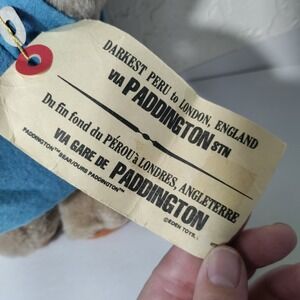 DARKEST PERU to LONDON, ENGLAND
VIA PADDINGTON STN
Du fin fond du PÉROU à LONDRES, ANGLETERRE
VIA GARE DE PADDINGTON
PADDINGTON™ BEAR/OURS PADDINGTON™
©EDEN TOYS.